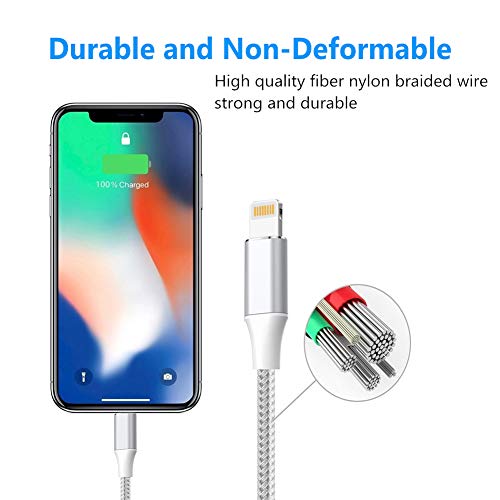 Durable and Non-Deformable
High quality fiber nylon braided wire
strong and durable
100% Charged